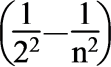 (1/2² − 1/n²)